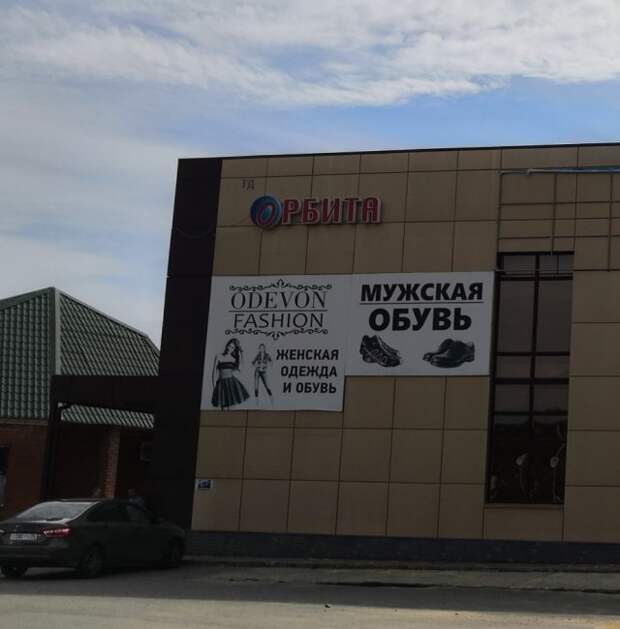 ТД
ОРБИТА
ODEVON
FASHION
ЖЕНСКАЯ
ОДЕЖДА
И ОБУВЬ
МУЖСКАЯ
ОБУВЬ